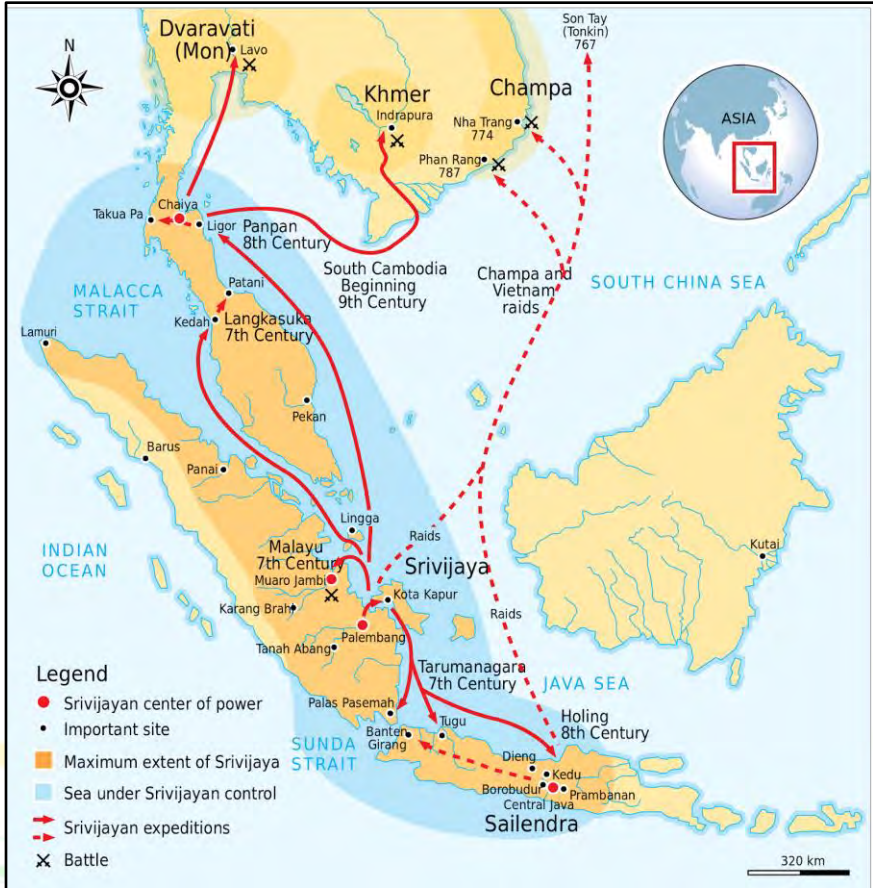 N
Dvaravati
(Mon)
Lavo
Son Tay
(Tonkin)
767
Khmer
Indrapura
Champa
Nha Trang
774
Phan Rang
787
ASIA
Chaiya
Takua Pa
Ligor
Panpan
8th Century
South Cambodia
Beginning
9th Century
Champa and
Vietnam
raids
SOUTH CHINA SEA
MALACCA
STRAIT
Patani
Kedah
Langkasuka
7th Century
Lamuri
Pekan
Barus
Panai
Lingga
INDIAN
OCEAN
Malayu
7th Century
Muaro Jambi
Raids
Srivijaya
Kota Kapur
Kutai
Karang Brah
Palembang
Tanah Abang
Raids
Tarumanagara
7th Century
JAVA SEA
Palas Pasemah
SUNDA
STRAIT
Banten
Girang
Tugu
Holing
8th Century
Dieng
Kedu
Borobudur
Prambanan
Central Java
Sailendra
Legend
Srivijayan center of power
Important site
Maximum extent of Srivijaya
Sea under Srivijayan control
Srivijayan expeditions
Battle
320 km